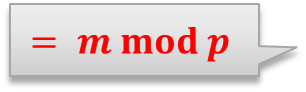 = m mod p